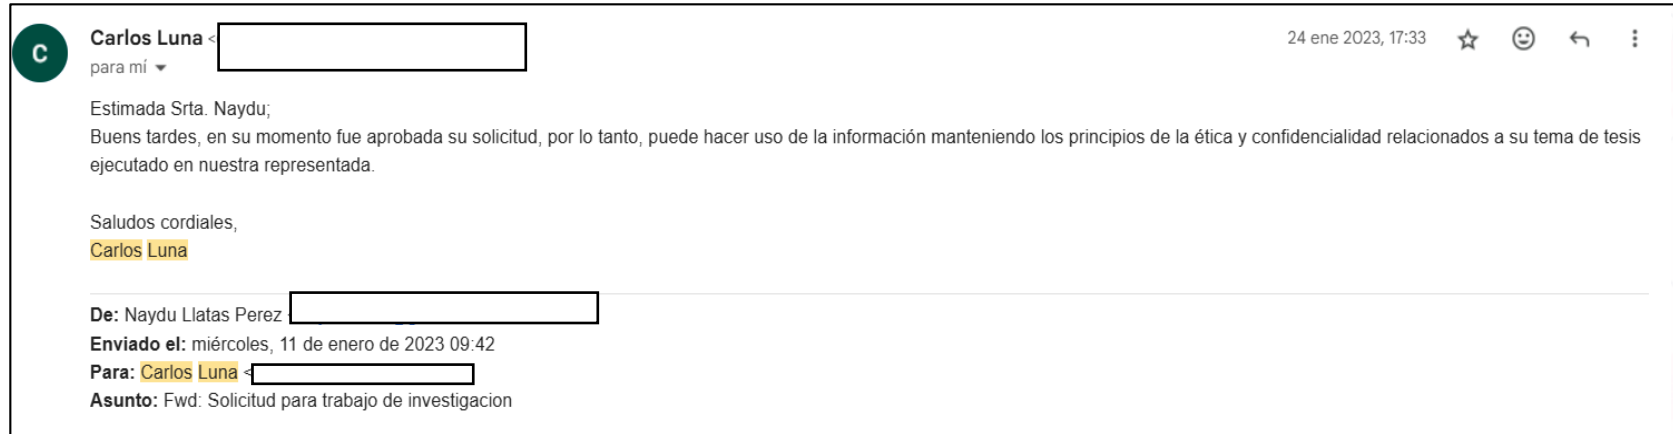 C
Carlos Luna <
24 ene 2023, 17:33
para mí
Estimada Srta. Naydu;
Buens tardes, en su momento fue aprobada su solicitud, por lo tanto, puede hacer uso de la información manteniendo los principios de la ética y confidencialidad relacionados a su tema de tesis
ejecutado en nuestra representada.
Saludos cordiales,
Carlos Luna
De: Naydu Llatas Perez
Enviado el: miércoles, 11 de enero de 2023 09:42
Para: Carlos Luna <
Asunto: Fwd: Solicitud para trabajo de investigacion